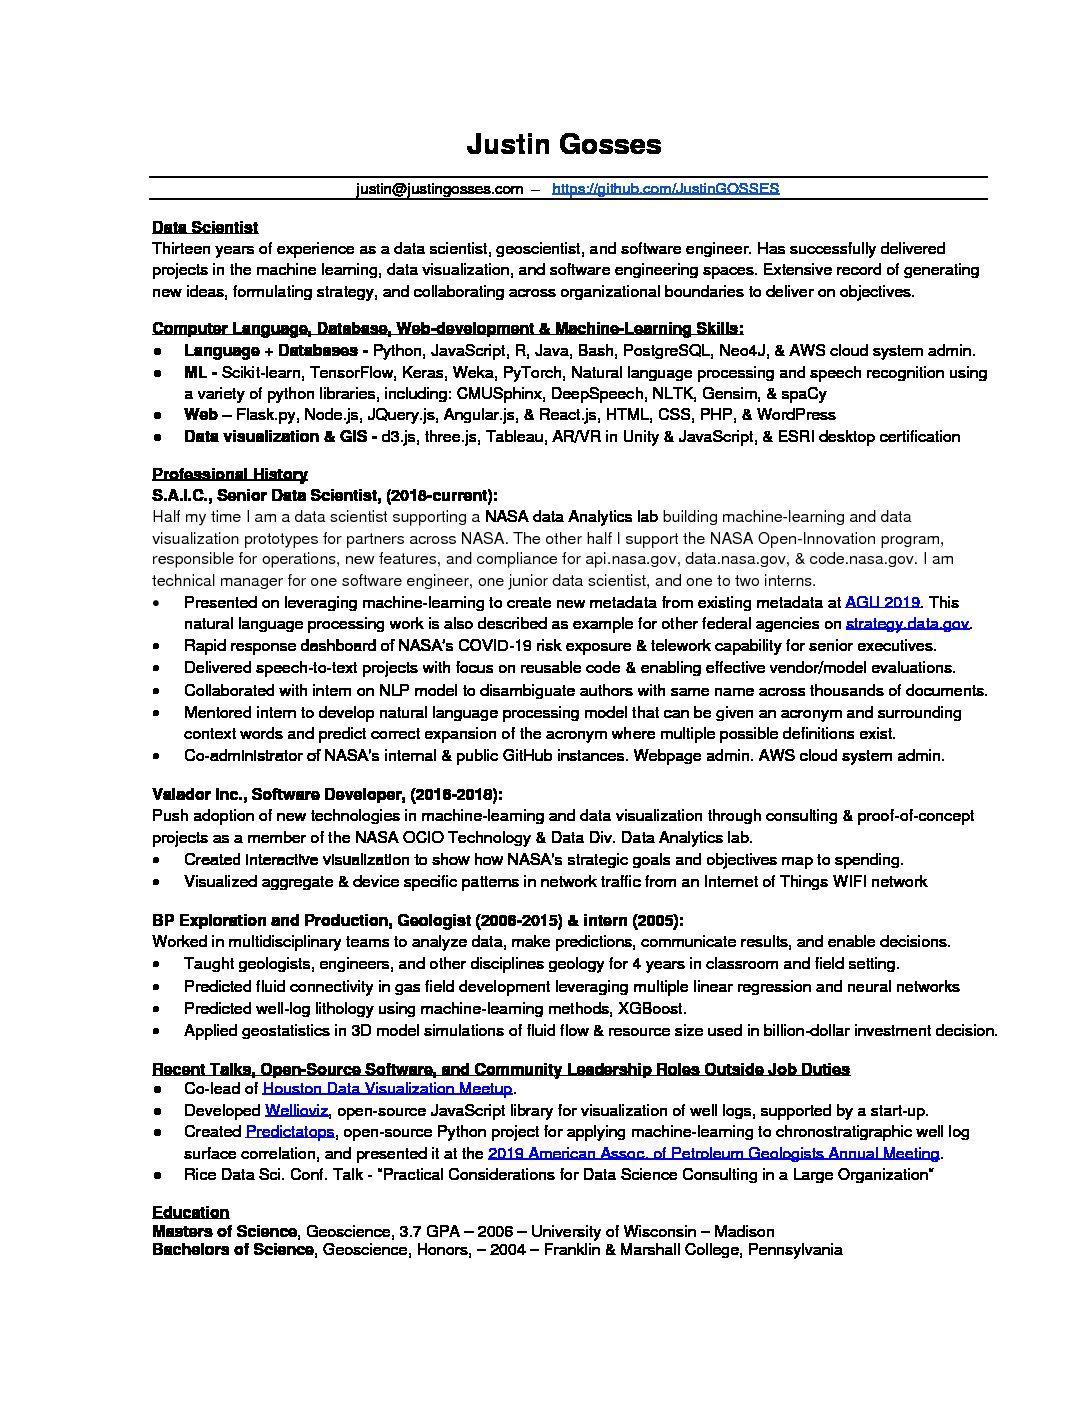 Justin Gosses
justin@justingosses.com – https://github.com/JustinGOSSES
Data Scientist
Thirteen years of experience as a data scientist, geoscientist, and software engineer. Has successfully delivered
projects in the machine learning, data visualization, and software engineering spaces. Extensive record of generating
new ideas, formulating strategy, and collaborating across organizational boundaries to deliver on objectives.
Computer Language, Database, Web-development & Machine-Learning Skills:
● Language + Databases - Python, JavaScript, R, Java, Bash, PostgreSQL, Neo4J, & AWS cloud system admin.
● ML - Scikit-learn, TensorFlow, Keras, Weka, PyTorch, Natural language processing and speech recognition using
a variety of python libraries, including: CMUSphinx, DeepSpeech, NLTK, Gensim, & spaCy
● Web – Flask.py, Node.js, JQuery.js, Angular.js, & React.js, HTML, CSS, PHP, & WordPress
● Data visualization & GIS - d3.js, three.js, Tableau, AR/VR in Unity & JavaScript, & ESRI desktop certification
Professional History
S.A.I.C., Senior Data Scientist, (2018-current):
Half my time I am a data scientist supporting a NASA data Analytics lab building machine-learning and data
visualization prototypes for partners across NASA. The other half I support the NASA Open-Innovation program,
responsible for operations, new features, and compliance for api.nasa.gov, data.nasa.gov, & code.nasa.gov. I am
technical manager for one software engineer, one junior data scientist, and one to two interns.
• Presented on leveraging machine-learning to create new metadata from existing metadata at AGU 2019. This
natural language processing work is also described as example for other federal agencies on strategy.data.gov.
• Rapid response dashboard of NASA's COVID-19 risk exposure & telework capability for senior executives.
• Delivered speech-to-text projects with focus on reusable code & enabling effective vendor/model evaluations.
• Collaborated with intern on NLP model to disambiguate authors with same name across thousands of documents.
• Mentored intern to develop natural language processing model that can be given an acronym and surrounding
context words and predict correct expansion of the acronym where multiple possible definitions exist.
• Co-administrator of NASA's internal & public GitHub instances. Webpage admin. AWS cloud system admin.
Valador Inc., Software Developer, (2016-2018):
Push adoption of new technologies in machine-learning and data visualization through consulting & proof-of-concept
projects as a member of the NASA OCIO Technology & Data Div. Data Analytics lab.
• Created interactive visualization to show how NASA's strategic goals and objectives map to spending.
• Visualized aggregate & device specific patterns in network traffic from an Internet of Things WIFI network
BP Exploration and Production, Geologist (2006-2015) & intern (2005):
Worked in multidisciplinary teams to analyze data, make predictions, communicate results, and enable decisions.
• Taught geologists, engineers, and other disciplines geology for 4 years in classroom and field setting.
• Predicted fluid connectivity in gas field development leveraging multiple linear regression and neural networks
• Predicted well-log lithology using machine-learning methods, XGBoost.
• Applied geostatistics in 3D model simulations of fluid flow & resource size used in billion-dollar investment decision.
Recent Talks, Open-Source Software, and Community Leadership Roles Outside Job Duties
● Co-lead of Houston Data Visualization Meetup.
● Developed Wellioviz, open-source JavaScript library for visualization of well logs, supported by a start-up.
● Created Predictatops, open-source Python project for applying machine-learning to chronostratigraphic well log
surface correlation, and presented it at the 2019 American Assoc. of Petroleum Geologists Annual Meeting.
● Rice Data Sci. Conf. Talk - "Practical Considerations for Data Science Consulting in a Large Organization"
Education
Masters of Science, Geoscience, 3.7 GPA – 2006 – University of Wisconsin – Madison
Bachelors of Science, Geoscience, Honors, – 2004 – Franklin & Marshall College, Pennsylvania